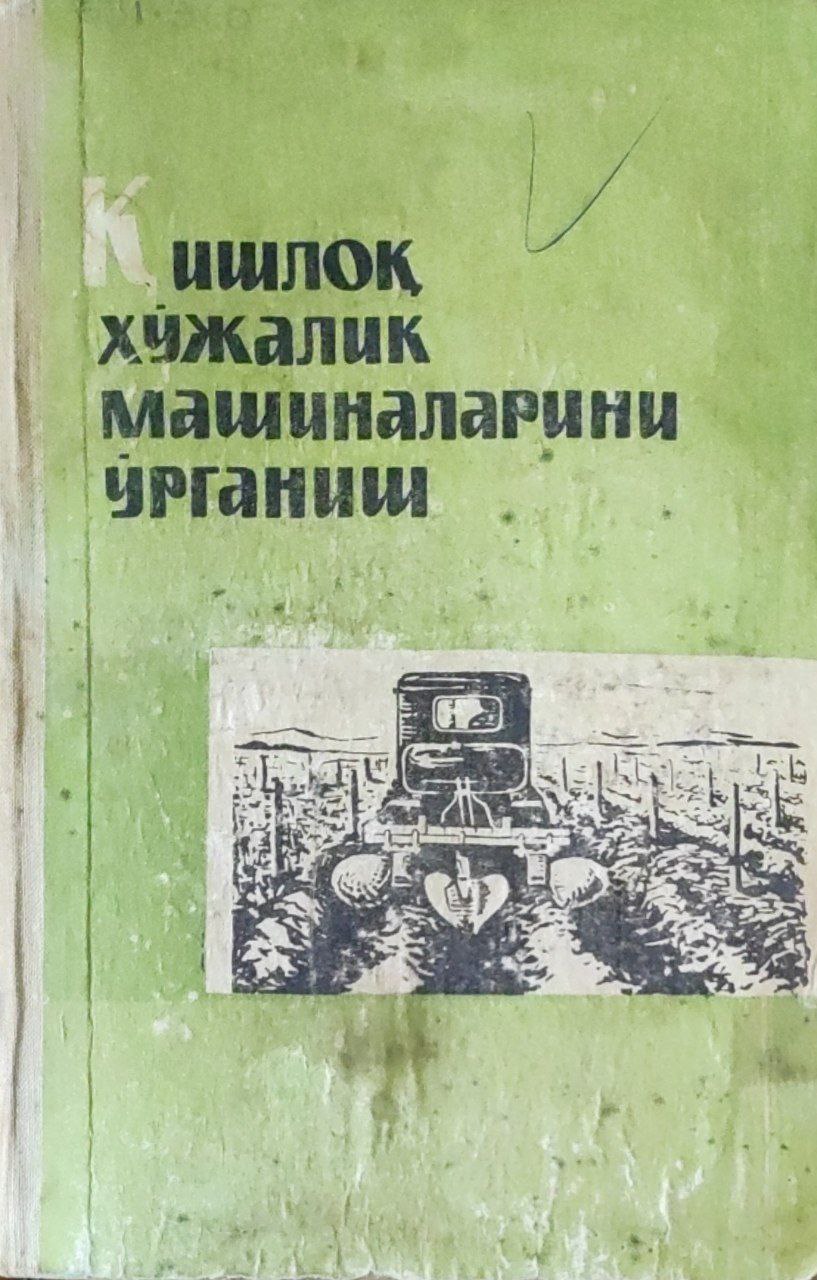 Қишлоқ
хўжалик
машиналарини
ўрганиш